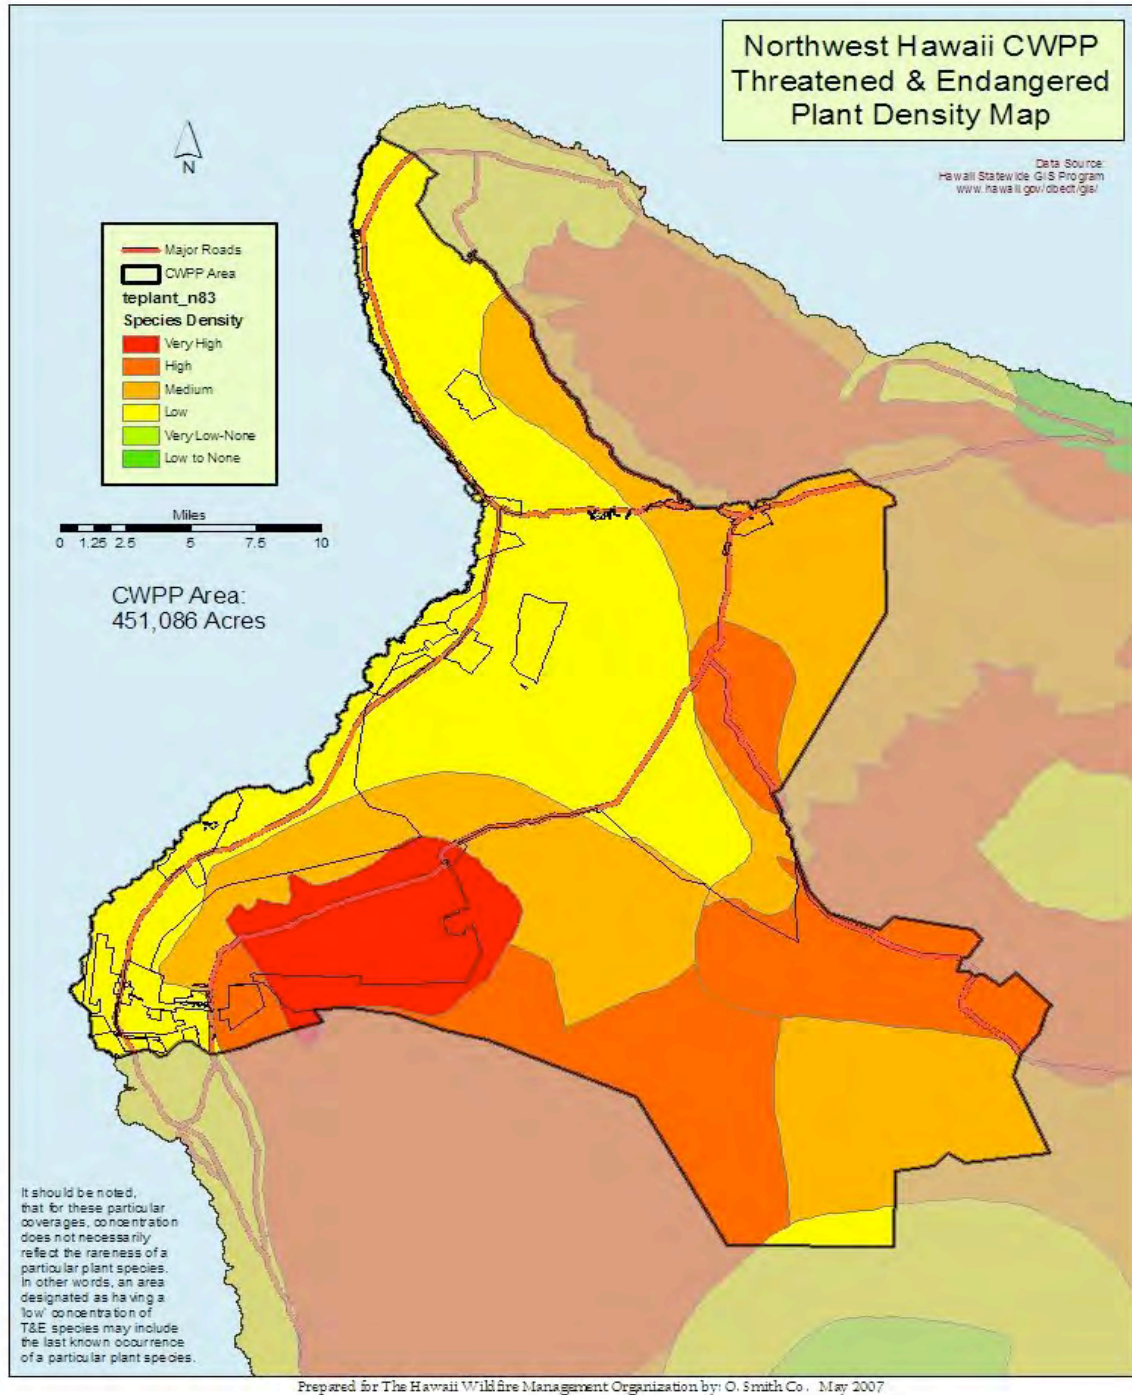 Northwest Hawaii CWPP
Threatened & Endangered
Plant Density Map
Data Source:
Hawaii Statewide GIS Program
www.hawaii.gov/dbedt/gis/
N
Major Roads
CWPP Area
teplant_n83
Species Density
Very High
High
Medium
Low
Very Low-None
Low to None
Miles
0 1.25 2.5 5 7.5 10
CWPP Area:
451,086 Acres
It should be noted,
that for these particular
coverages, concentration
does not necessarily
reflect the rareness of a
particular plant species.
In other words, an area
designated as having a
'low' concentration of
T&E species may include
the last known occurrence
of a particular plant species.
Prepared for The Hawaii Wildfire Management Organization by: O. Smith Co. May 2007